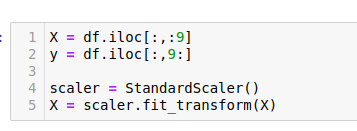 1 X = df.iloc[:,:9]
2 y = df.iloc[:,9:]
3
4 scaler = StandardScaler()
5 X = scaler.fit_transform(X)